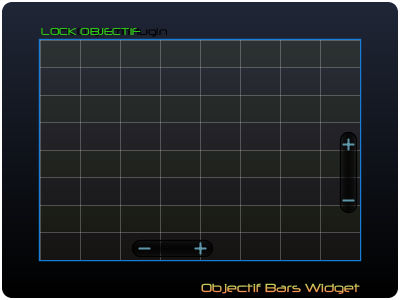 LOCK OBJECTIF
Objectif Bars Widget